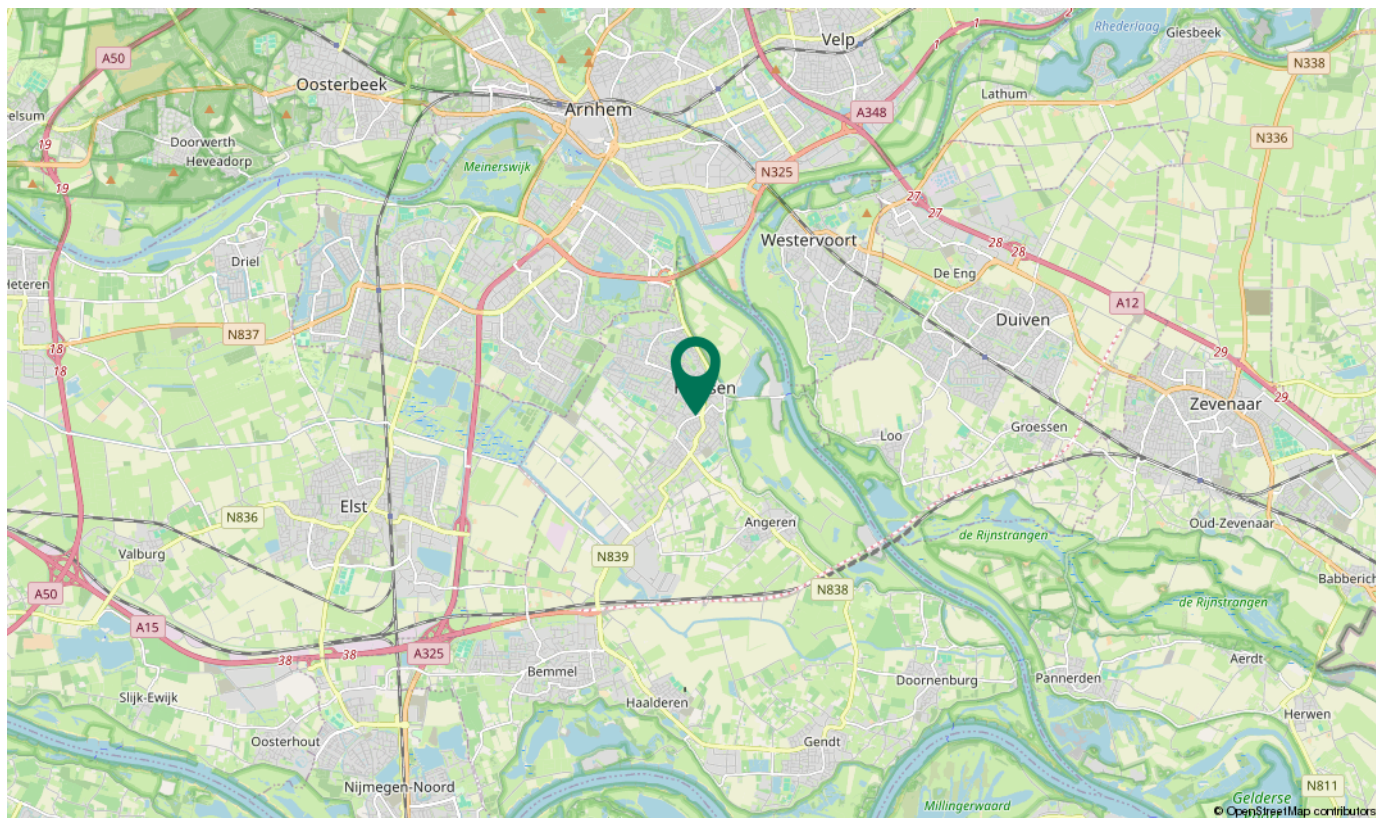 Rhederlaag
Giesbeek
Velp
1
2
1
A50
N338
Oosterbeek
Lathum
Arnhem
A348
elsum
N336
Doorwerth
Heveadorp
19
Meinerswijk
N325
19
27
27
Westervoort
28
28
Driel
De Eng
Heteren
A12
Duiven
N837
18
18
29
29
Zevenaar
Groessen
Loo
Elst
N836
Angeren
Oud-Zevenaar
de Rijnstrangen
Valburg
N839
Babberich
A50
N838
de Rijnstrangen
A15
A325
38
38
Aerdt
Bemmel
Doornenburg
Pannerden
Slijk-Ewijk
Haalderen
Herwen
Oosterhout
Gendt
Nijmegen-Noord
N811
Millingerwaard
Gelderse
© OpenStreetMap contributors